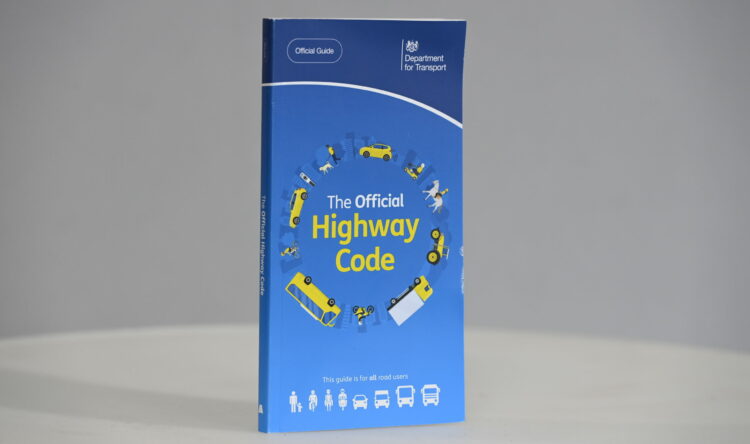 Official Guide
Department
for Transport
The Official
Highway
Code
This guide is for all road users
The Official Highway Code